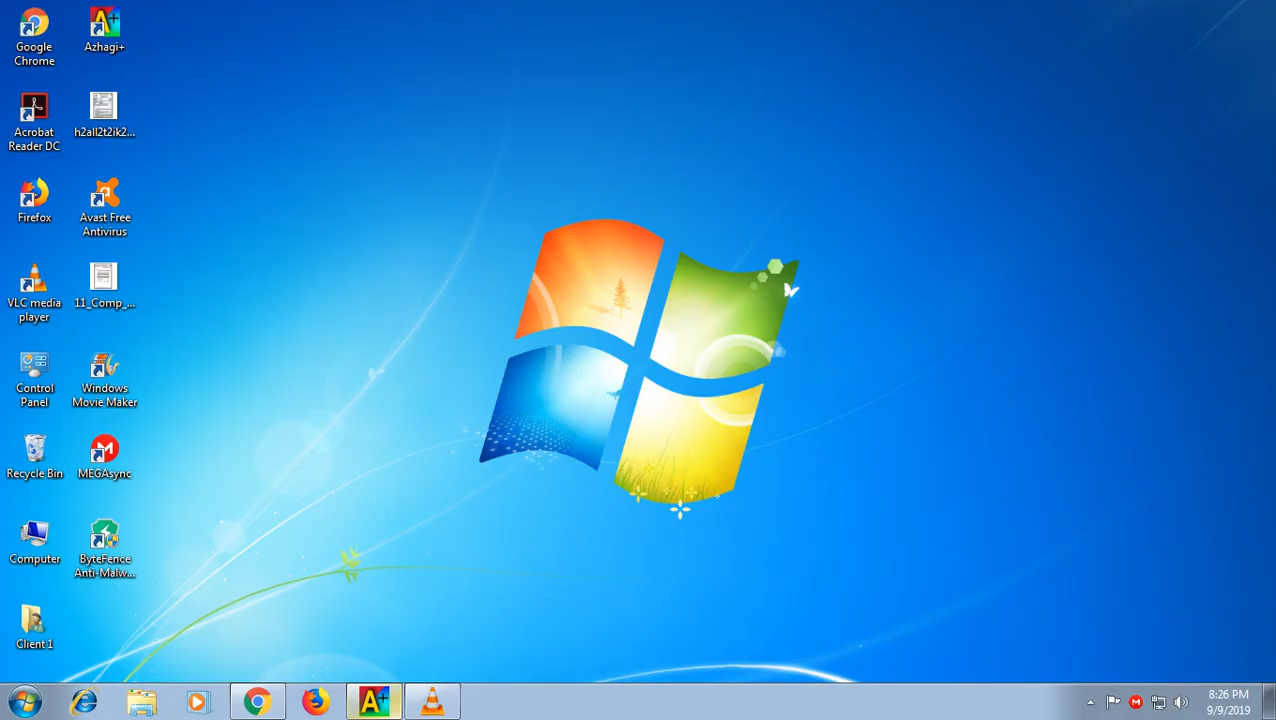 Google
Chrome
Azhagi+
Acrobat
Reader DC
h2all2t2ik2...
Firefox
Avast Free
Antivirus
VLC media
player
11_Comp_...
Control
Panel
Windows
Movie Maker
Recycle Bin
MEGAsync
Computer
ByteFence
Anti-Malw...
Client 1
8:26 PM
9/9/2019